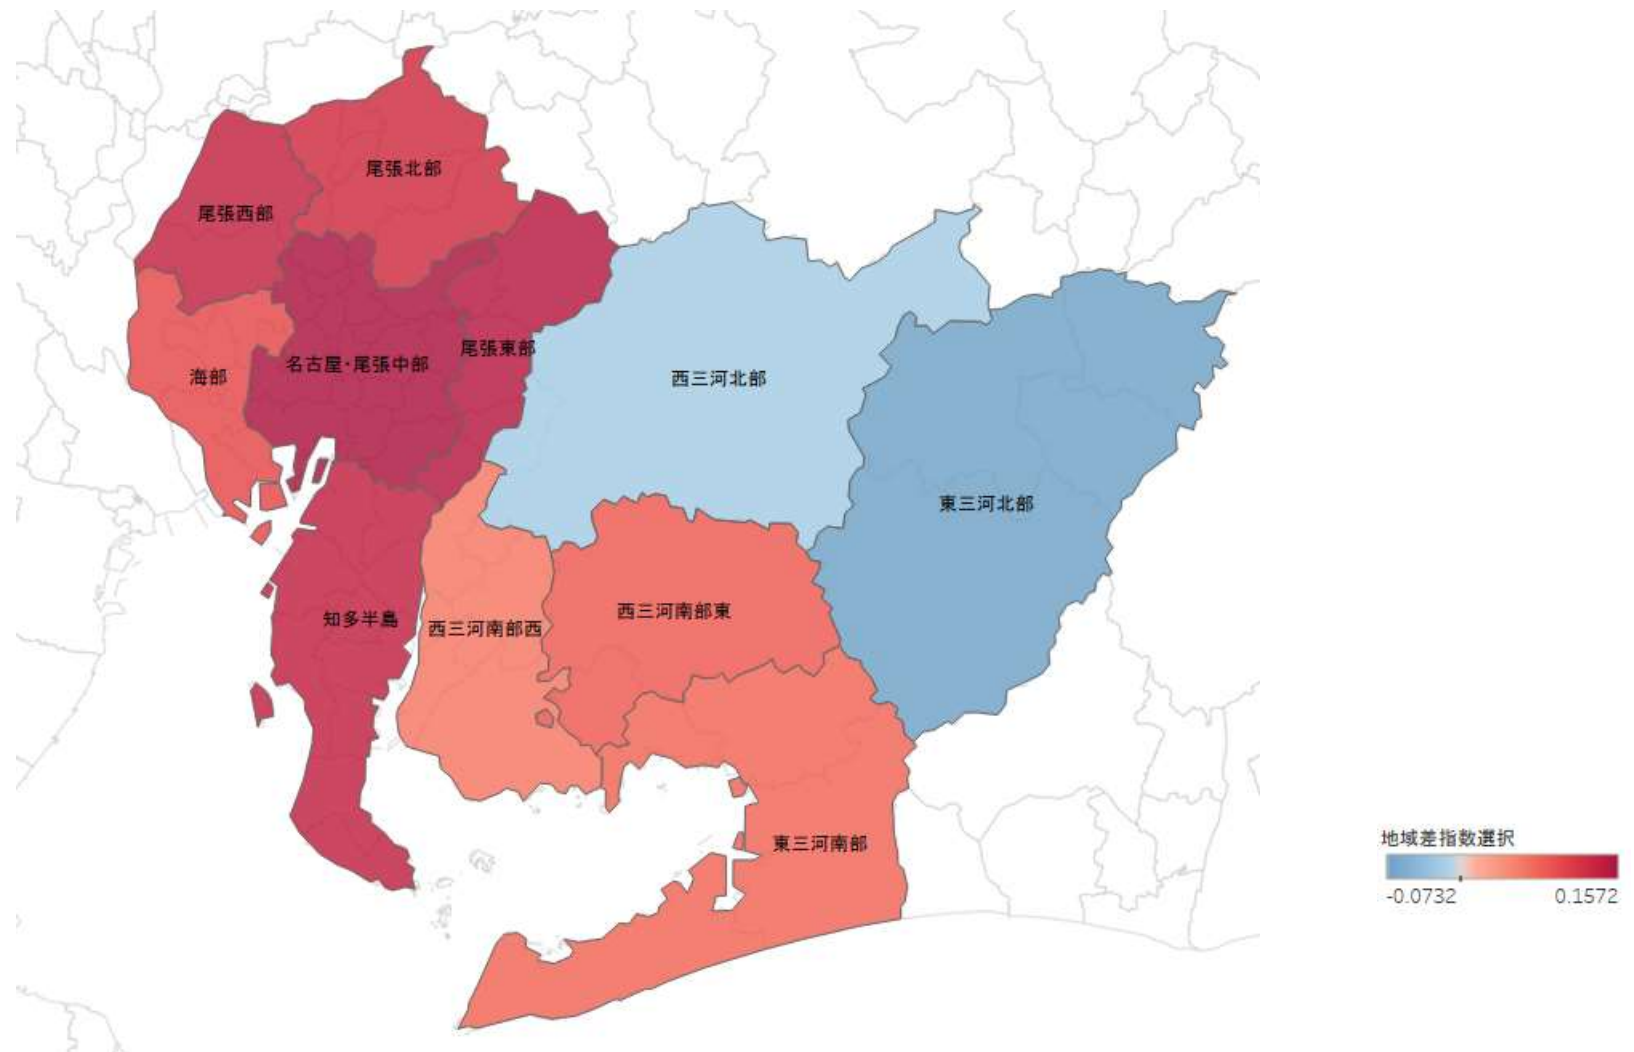 尾張北部
尾張西部
尾張東部
名古屋・尾張中部
海部
西三河北部
東三河北部
西三河南部東
知多半島
西三河南部西
東三河南部
地域差指数選択
-0.0732
0.1572